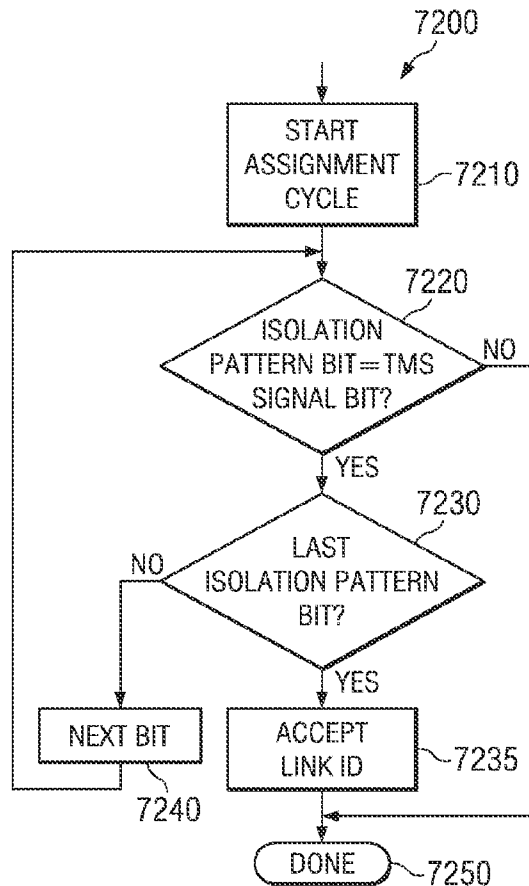 7200
START
ASSIGNMENT
CYCLE
7210
7220
ISOLATION
PATTERN BIT=TMS
SIGNAL BIT?
NO
YES
7230
LAST
ISOLATION PATTERN
BIT?
NO
YES
NEXT BIT
7240
ACCEPT
LINK ID
7235
DONE
7250